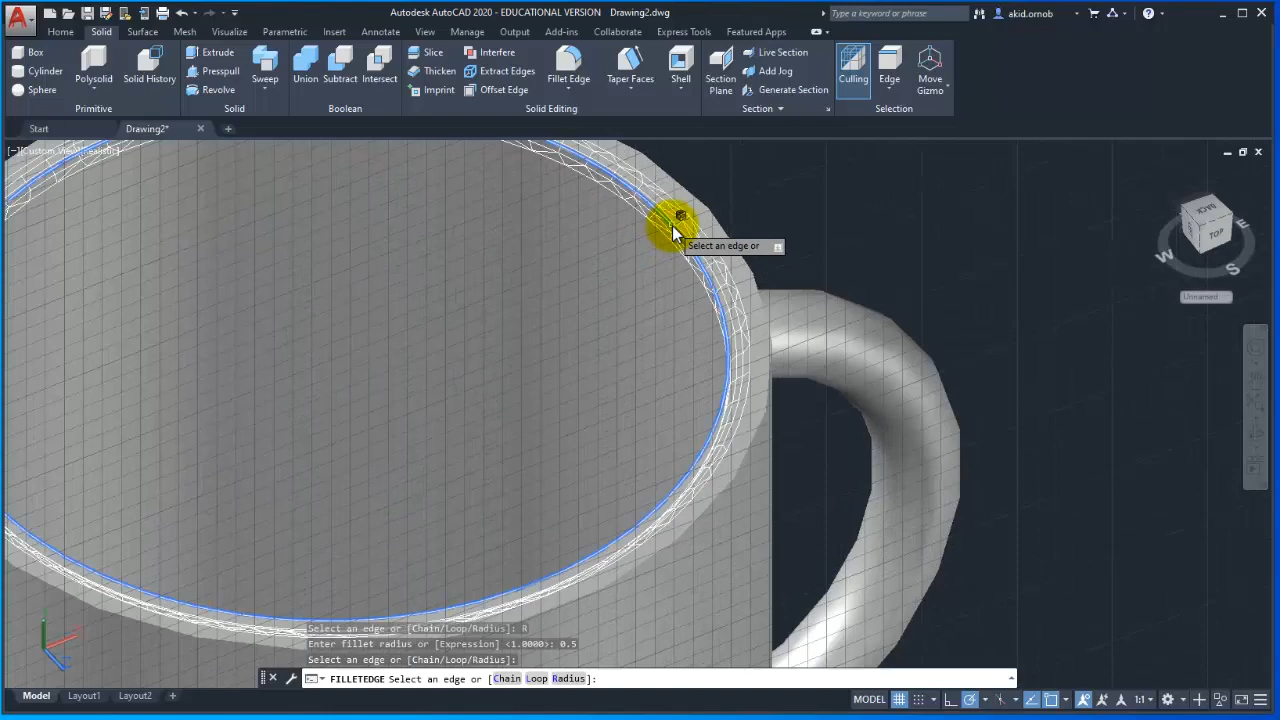 Autodesk AutoCAD 2020 - EDUCATIONAL VERSION Drawing2.dwg
Type a keyword or phrase
akid.ornob
Home Solid Surface Mesh Visualize Parametric Insert Annotate View Manage Output Add-ins Collaborate Express Tools Featured Apps
Box
Cylinder
Sphere
Polysolid
Solid History
Primitive
Extrude
Presspull
Revolve
Sweep
Solid
Union
Subtract
Intersect
Boolean
Slice
Thicken
Imprint
Interfere
Extract Edges
Offset Edge
Fillet Edge
Taper Faces
Shell
Solid Editing
Section
Plane
Live Section
Add Jog
Generate Section
Section
Culling
Edge
Move
Gizmo
Selection
Start
Drawing2*
[−][Custom View][Realistic]
BACK
TOP
E
W
S
Unnamed
Select an edge or
Select an edge or [Chain/Loop/Radius]: R
Enter fillet radius or [Expression] <1.0000>: 0.5
Select an edge or [Chain/Loop/Radius]:
FILLETEDGE Select an edge or [Chain Loop Radius]:
Model Layout1 Layout2
MODEL
1:1